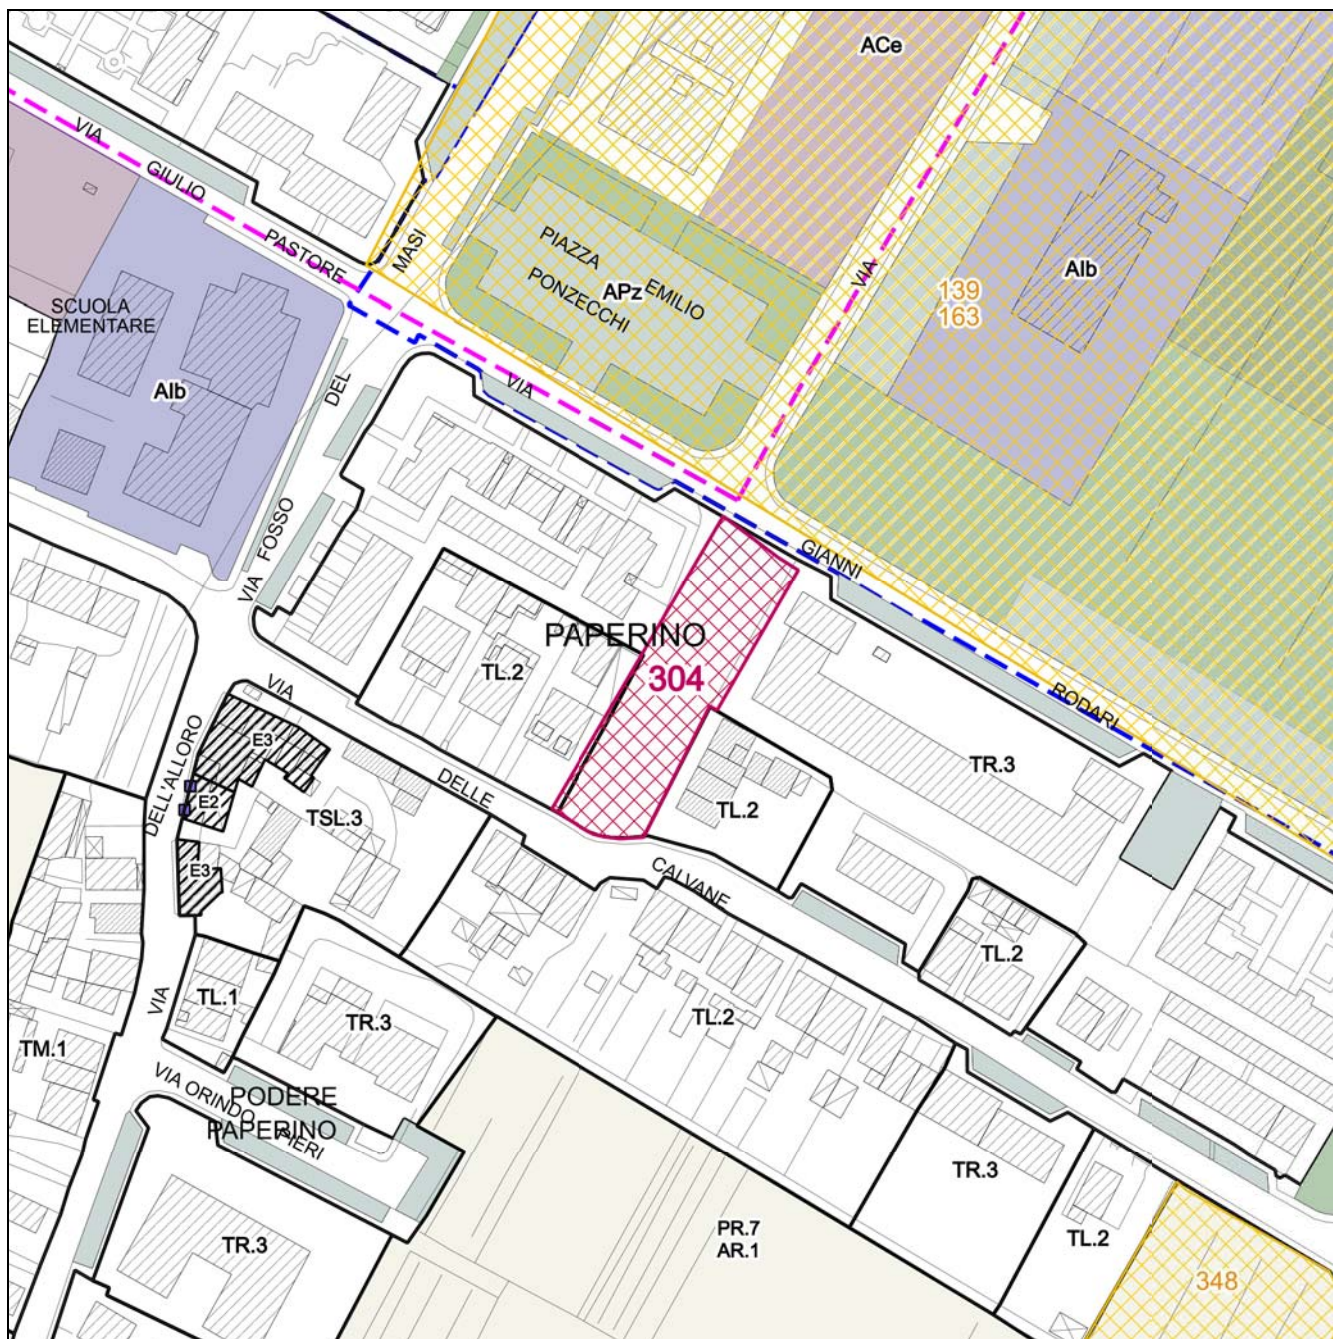 ACe
VIA
GIULIO
PASTORE
MASI
PIAZZA
EMILIO
PONZECCHI
APz
VIA
AIb
139
163
SCUOLA
ELEMENTARE
AIb
DEL
FOSSO
VIA
VIA
GIANNI
RODARI
PAPERINO
304
TL.2
TR.3
VIA
DELLE
CALVANE
DELL'ALLORO
VIA
E3
E2
E3
TSL.3
TL.2
TL.2
TL.2
TL.1
TR.3
TM.1
VIA ORINDO PIERI
PODERE
PAPERINO
TR.3
PR.7
AR.1
TR.3
TL.2
348